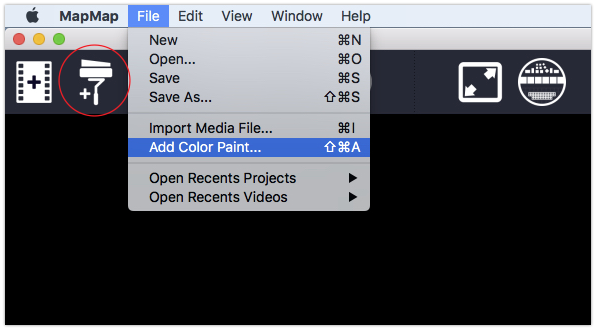 MapMap File Edit View Window Help
New ⌘N
Open... ⌘O
Save ⌘S
Save As... ⇧⌘S
Import Media File... ⌘I
Add Color Paint... ⇧⌘A
Open Recents Projects ▶
Open Recents Videos ▶